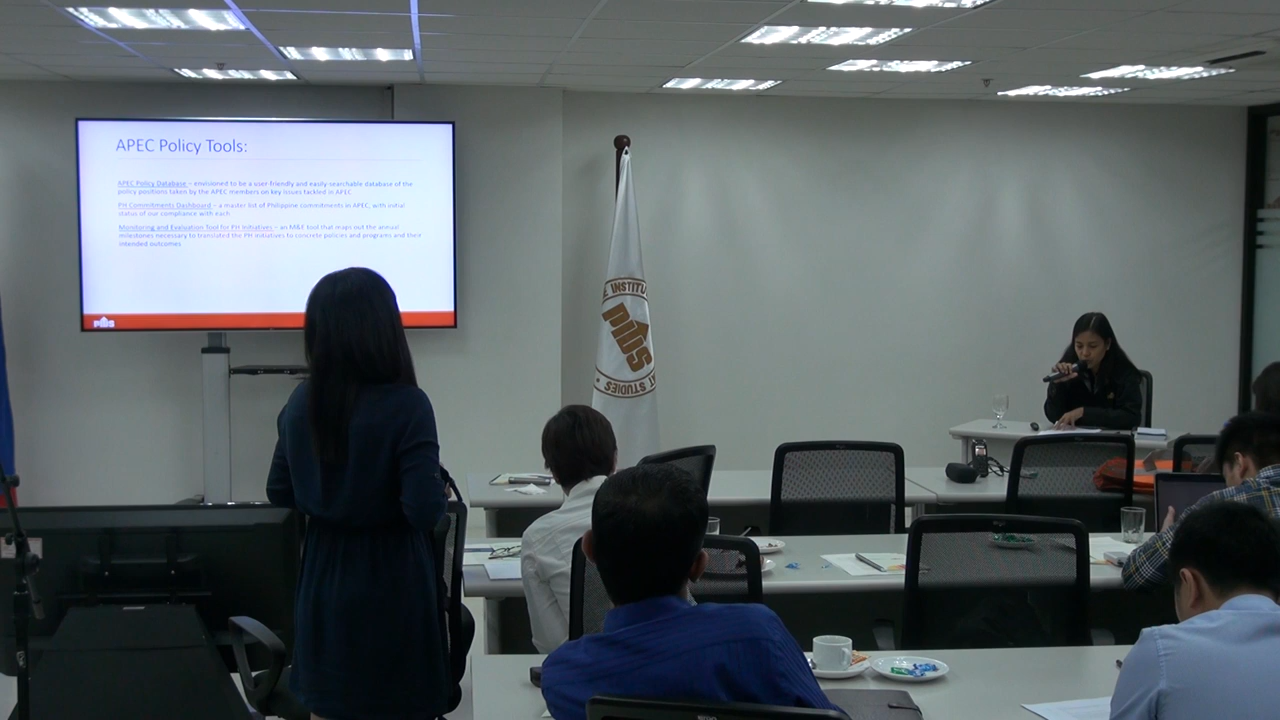 APEC Policy Tools:
APEC Policy Database – envisioned to be a user-friendly and easily-searchable database of the
policy positions taken by the APEC members on key issues tackled in APEC
PH Commitments Dashboard – a master list of Philippine commitments in APEC, with initial
status of our compliance with each
Monitoring and Evaluation Tool for PH Initiatives – an M&E tool that maps out the annual
milestones necessary to translated the PH initiatives to concrete policies and programs and their
intended outcomes
PIDS
E INSTITU
PIDS
T STUDIES